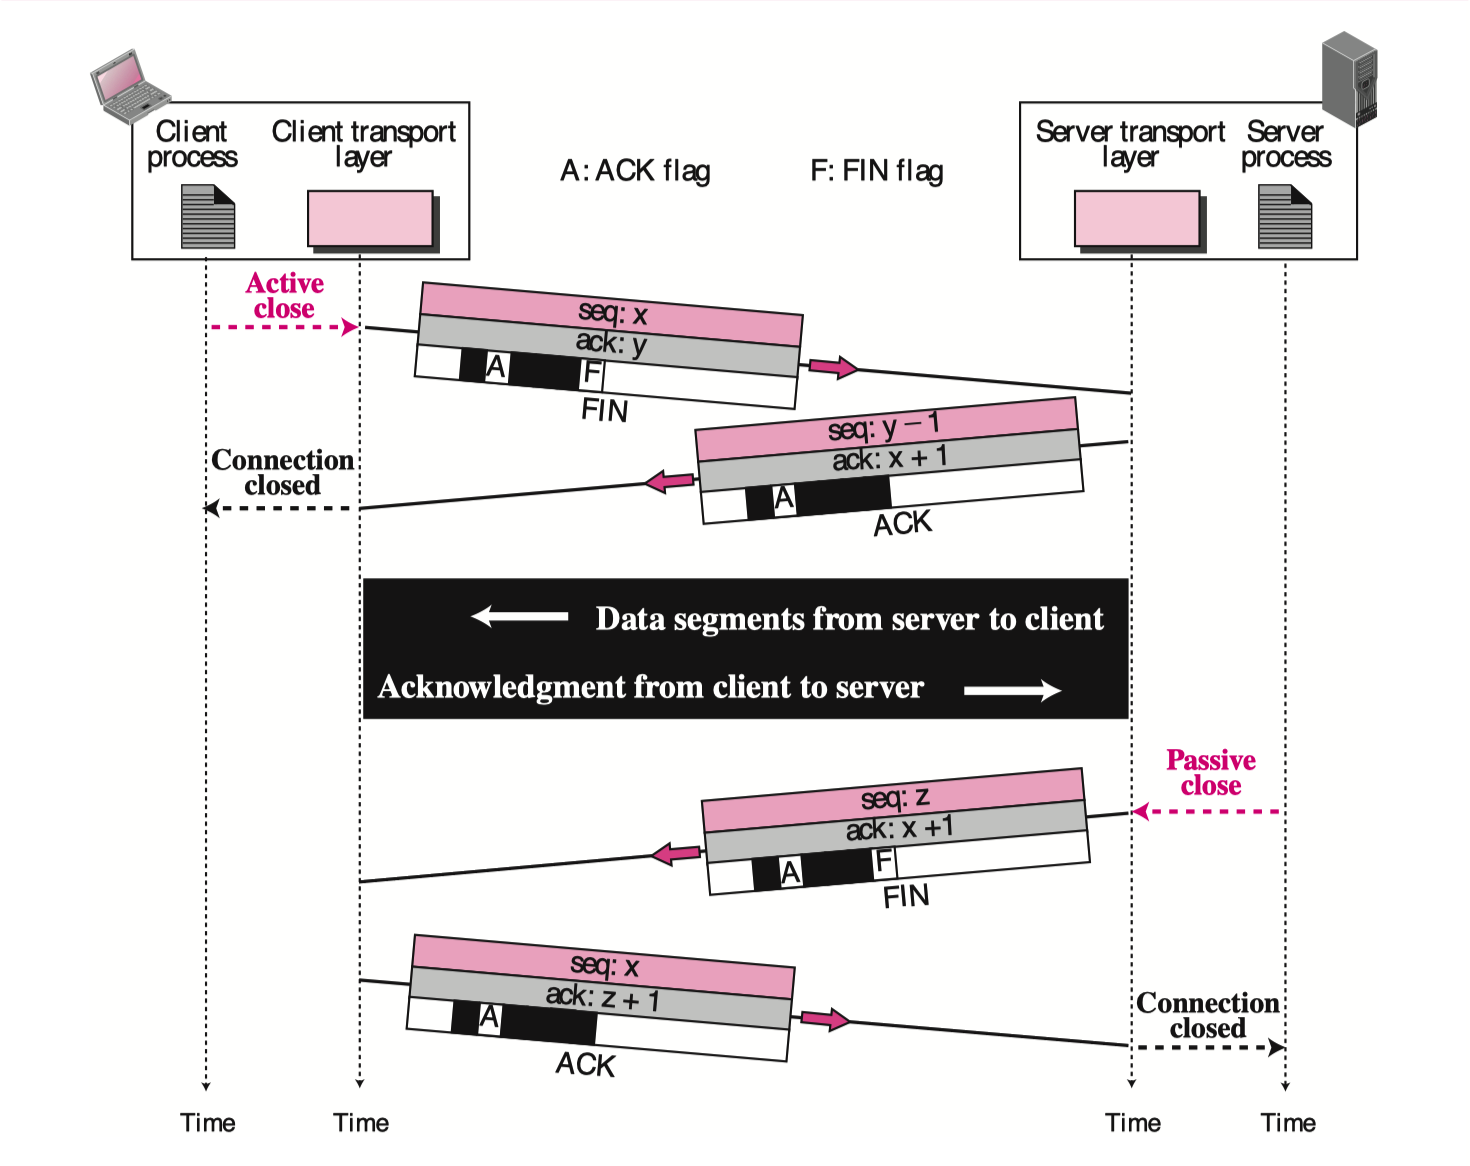 Client
process
Client transport
layer
A: ACK flag
F: FIN flag
Server transport
layer
Server
process
Active
close
seq: x
ack: y
A
F
FIN
seq: y – 1
ack: x + 1
A
ACK
Connection
closed
Data segments from server to client
Acknowledgment from client to server
Passive
close
seq: z
ack: x +1
A
F
FIN
seq: x
ack: z + 1
A
ACK
Connection
closed
Time
Time
Time
Time